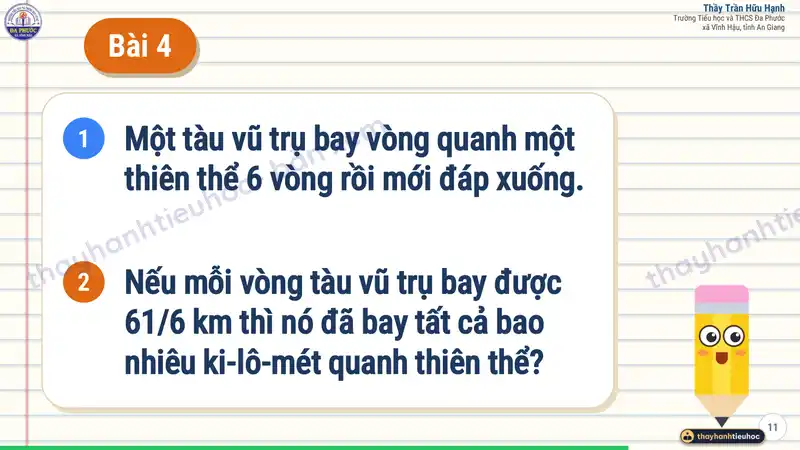 Thầy Trần Hữu Hạnh
Trường Tiểu học và THCS Đa Phước
xã Vĩnh Hậu, tỉnh An Giang
ĐA PHƯỚC
Bài 4
1
Một tàu vũ trụ bay vòng quanh một
thiên thể 6 vòng rồi mới đáp xuống.
2
Nếu mỗi vòng tàu vũ trụ bay được
61/6 km thì nó đã bay tất cả bao
nhiêu ki-lô-mét quanh thiên thể?
thayhanhtieuhoc
11